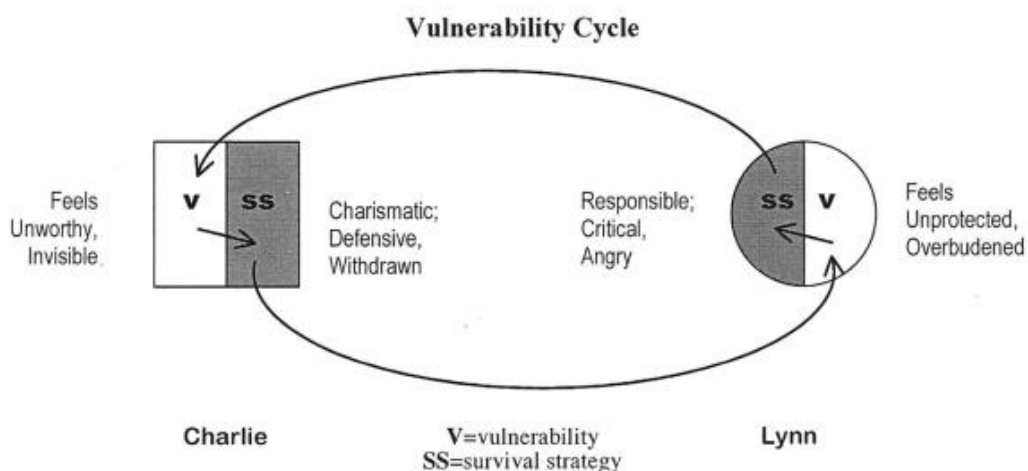 Vulnerability Cycle
Feels
Unworthy,
Invisible
v
ss
Charismatic;
Defensive,
Withdrawn
Responsible;
Critical,
Angry
ss
v
Feels
Unprotected,
Overbudened
Charlie
V=vulnerability
SS=survival strategy
Lynn